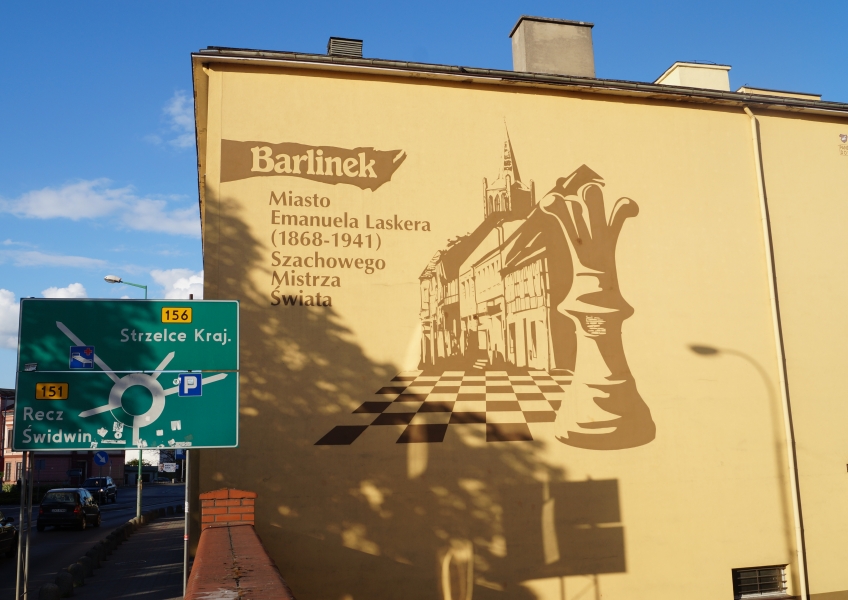 Barlinek
Miasto
Emanuela Laskera
(1868-1941)
Szachowego
Mistrza
Świata
156
Strzelce Kraj.
P
151
Recz
Świdwin